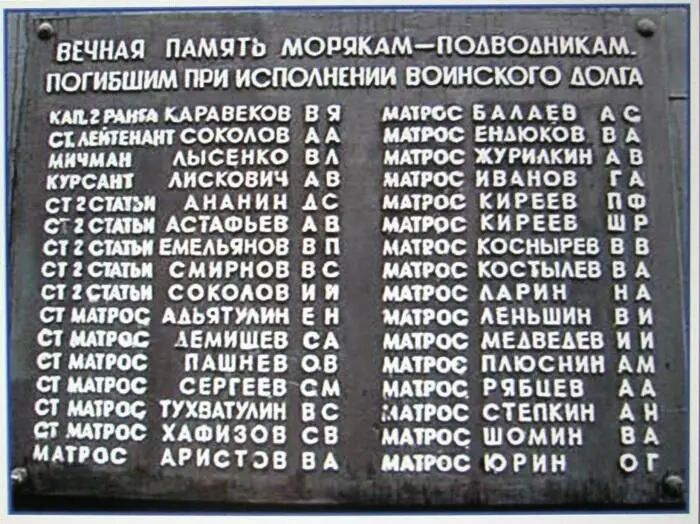 ВЕЧНАЯ ПАМЯТЬ МОРЯКАМ—ПОДВОДНИКАМ.
ПОГИБШИМ ПРИ ИСПОЛНЕНИИ ВОИНСКОГО ДОЛГА
КАП. 2 РАНГА КАРАВЕКОВ В Я
СТ. ЛЕЙТЕНАНТ СОКОЛОВ А А
МИЧМАН ЛЫСЕНКО В Л
КУРСАНТ ЛИСКОВИЧ А В
СТ 2 СТАТЬИ АНАНИН Д С
СТ 2 СТАТЬИ АСТАФЬЕВ А В
СТ 2 СТАТЬИ ЕМЕЛЬЯНОВ В П
СТ 2 СТАТЬИ СМИРНОВ В С
СТ 2 СТАТЬИ СОКОЛОВ И И
СТ МАТРОС АДЬЯТУЛИН Е Н
СТ МАТРОС ДЕМИЩЕВ С А
СТ МАТРОС ПАШНЕВ О В
СТ МАТРОС СЕРГЕЕВ С М
СТ МАТРОС ТУХВАТУЛИН В С
СТ МАТРОС ХАФИЗОВ С В
МАТРОС АРИСТОВ В А
МАТРОС БАЛАЕВ А С
МАТРОС ЕНДЮКОВ В А
МАТРОС ЖУРИЛКИН А В
МАТРОС ИВАНОВ Г А
МАТРОС КИРЕЕВ П Ф
МАТРОС КИРЕЕВ Ш Р
МАТРОС КОСНЫРЕВ В В
МАТРОС КОСТЫЛЕВ В А
МАТРОС ЛАРИН Н А
МАТРОС ЛЕНЬШИН В И
МАТРОС МЕДВЕДЕВ И И
МАТРОС ПЛЮСНИН А М
МАТРОС РЯБЦЕВ А А
МАТРОС СТЕПКИН А Н
МАТРОС ШОМИН В А
МАТРОС ЮРИН О Г